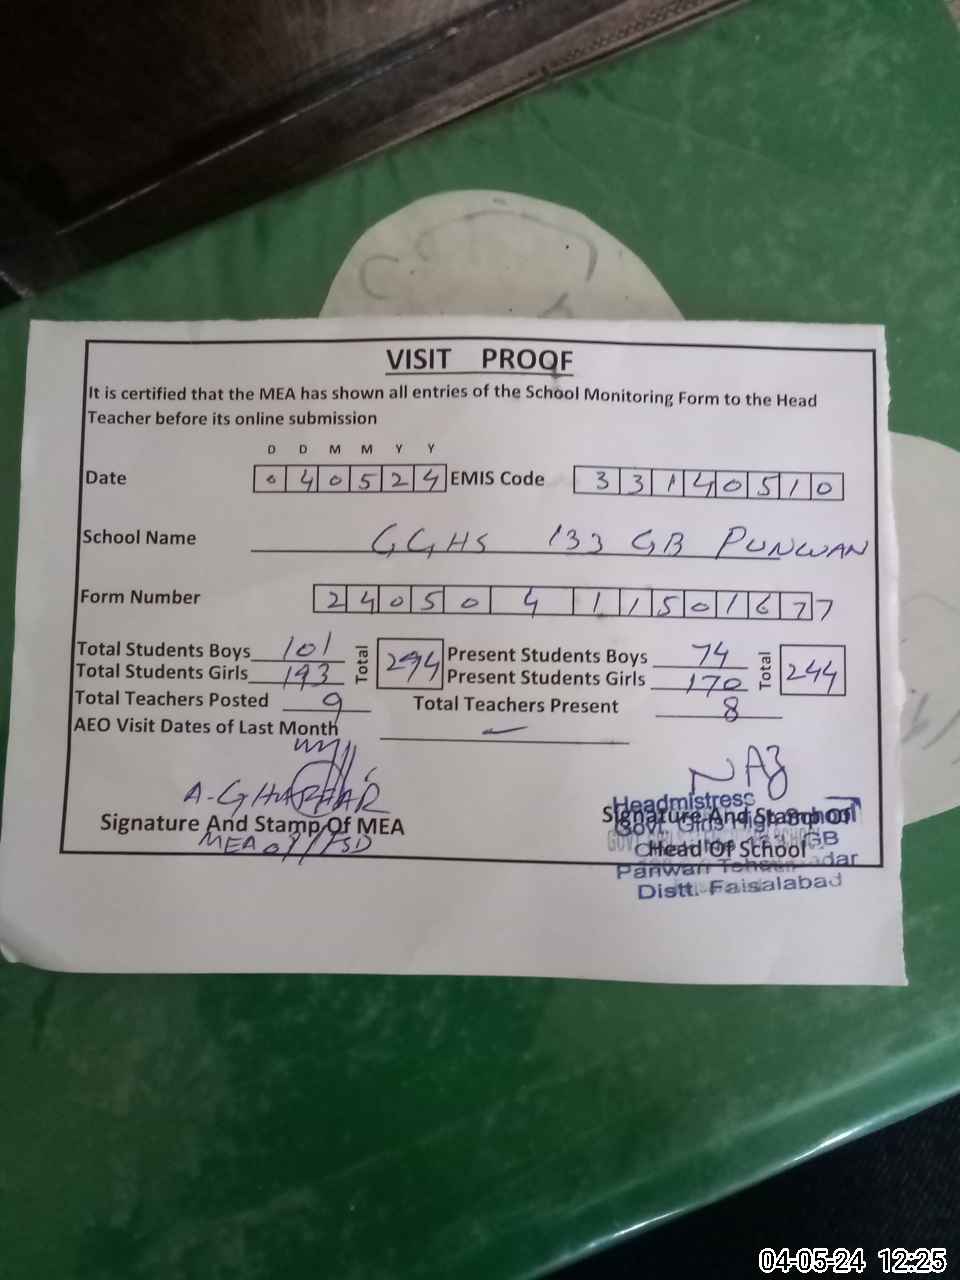 VISIT PROOF
It is certified that the MEA has shown all entries of the School Monitoring Form to the Head
Teacher before its online submission
D D M M Y Y
Date 0 4 0 5 2 4 EMIS Code 3 3 1 4 0 5 1 0
School Name GGHS 133 GB PUNWAN
Form Number 2 4 0 5 0 4 1 1 5 0 1 6 7 7
Total Students Boys 101 Total 294 Present Students Boys 74 Total 244
Total Students Girls 193 Present Students Girls 170
Total Teachers Posted 9 Total Teachers Present 8
AEO Visit Dates of Last Month
A-GHAFFAR NAZ
Signature And Stamp Of MEA Signature And Stamp Of
MEA Head Of School
Headmistress
Govt. Girls High School
GB
Panwan
Distt. Faisalabad
04-05-24 12:25